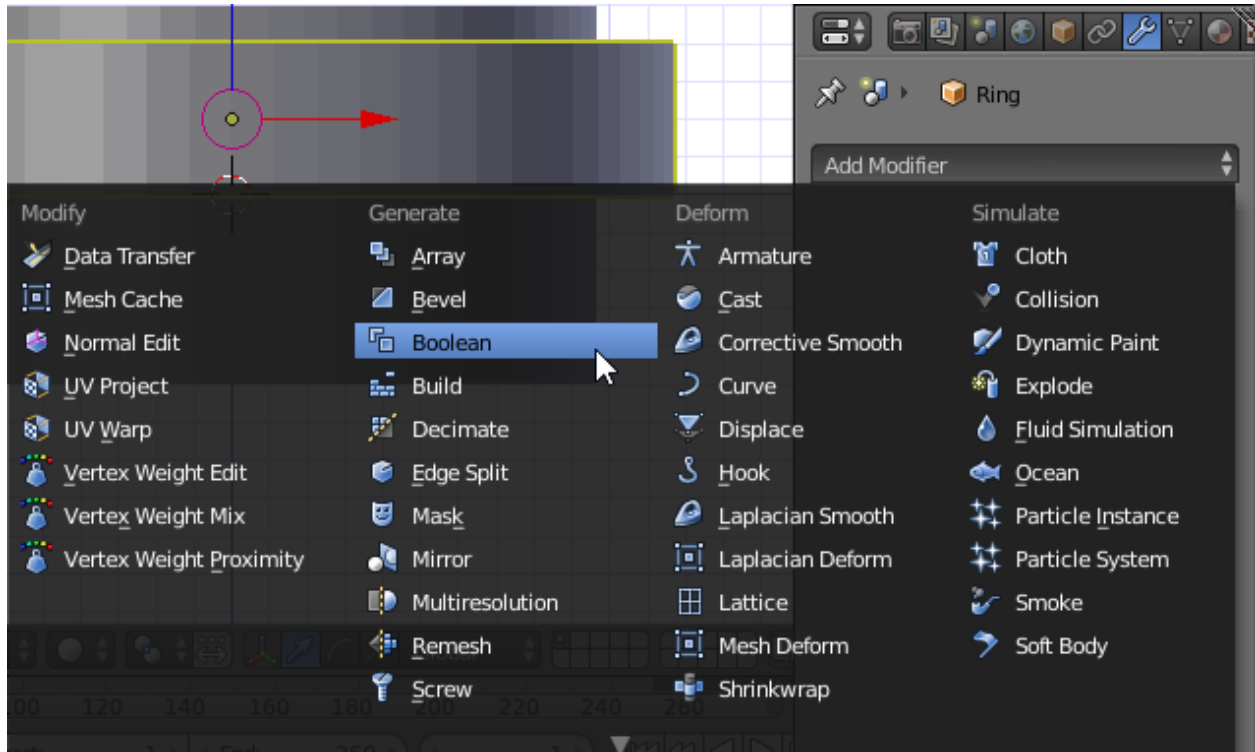 Ring
Add Modifier
Modify
Data Transfer
Mesh Cache
Normal Edit
UV Project
UV Warp
Vertex Weight Edit
Vertex Weight Mix
Vertex Weight Proximity
Generate
Array
Bevel
Boolean
Build
Decimate
Edge Split
Mask
Mirror
Multiresolution
Remesh
Screw
Deform
Armature
Cast
Corrective Smooth
Curve
Displace
Hook
Laplacian Smooth
Laplacian Deform
Lattice
Mesh Deform
Shrinkwrap
Simulate
Cloth
Collision
Dynamic Paint
Explode
Fluid Simulation
Ocean
Particle Instance
Particle System
Smoke
Soft Body
120 140 160 180 200 220 240 260